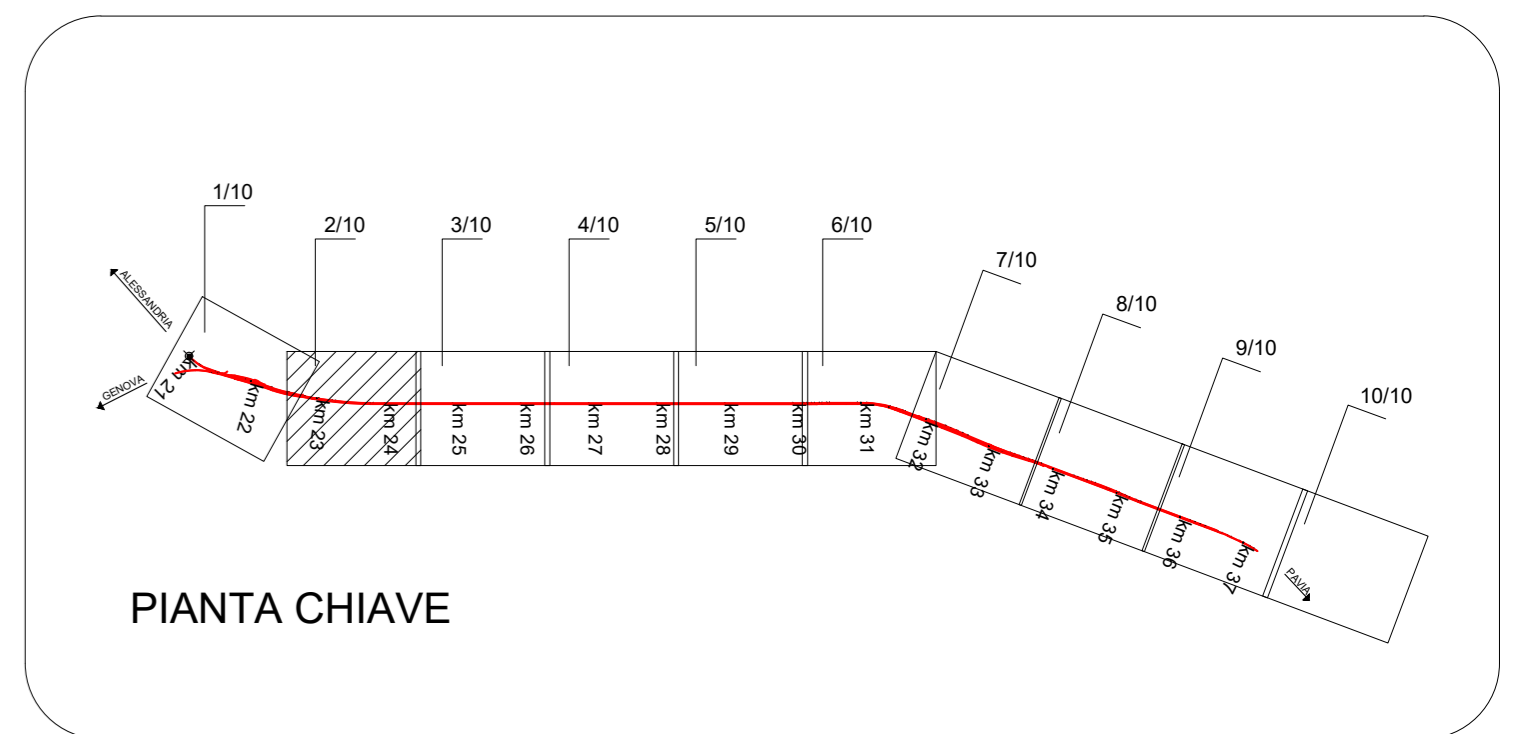 1/10
2/10
3/10
4/10
5/10
6/10
7/10
8/10
9/10
10/10
ALESSANDRIA
GENOVA
km 21
km 22
km 23
km 24
km 25
km 26
km 27
km 28
km 29
km 30
km 31
km 32
km 33
km 34
km 35
km 36
km 37
PAVIA
PIANTA CHIAVE